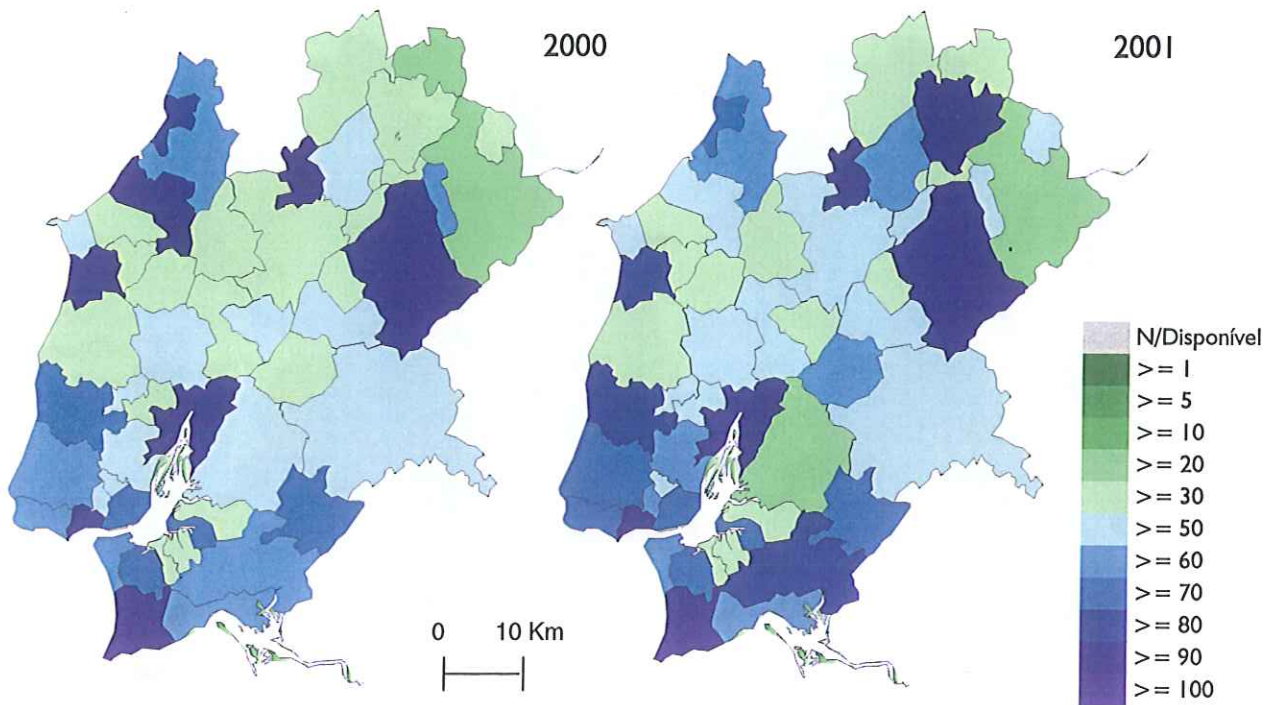 2000
2001
N/Disponível
> = 1
> = 5
> = 10
> = 20
> = 30
> = 50
> = 60
> = 70
> = 80
> = 90
> = 100
0 10 Km